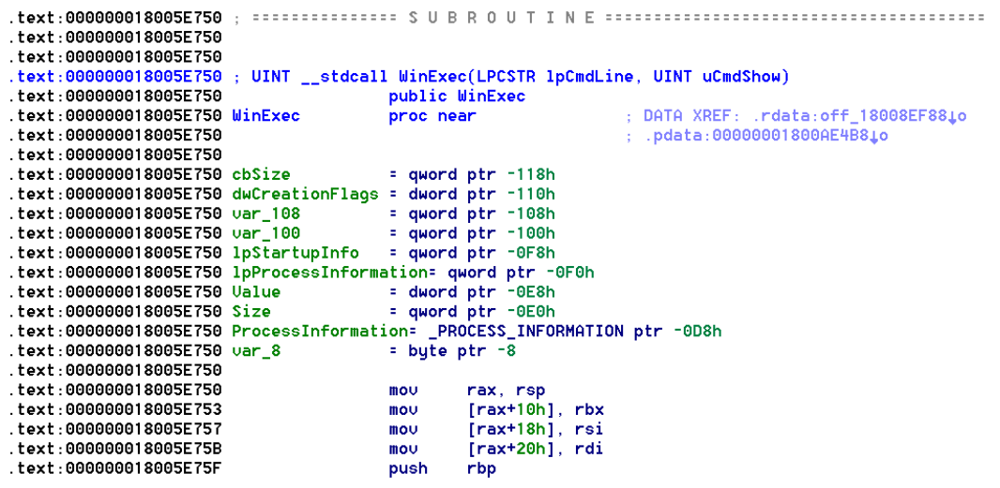 .text:000000018005E750 ; =============== S U B R O U T I N E =======================================
.text:000000018005E750
.text:000000018005E750
.text:000000018005E750 ; UINT __stdcall WinExec(LPCSTR lpCmdLine, UINT uCmdShow)
.text:000000018005E750                 public WinExec
.text:000000018005E750 WinExec         proc near               ; DATA XREF: .rdata:off_18008EF88↓o
.text:000000018005E750                                         ; .pdata:00000001800AE4B8↓o
.text:000000018005E750
.text:000000018005E750 cbSize          = qword ptr -118h
.text:000000018005E750 dwCreationFlags = dword ptr -110h
.text:000000018005E750 var_108         = qword ptr -108h
.text:000000018005E750 var_100         = qword ptr -100h
.text:000000018005E750 lpStartupInfo   = qword ptr -0F8h
.text:000000018005E750 lpProcessInformation= qword ptr -0F0h
.text:000000018005E750 Value           = dword ptr -0E8h
.text:000000018005E750 Size            = qword ptr -0E0h
.text:000000018005E750 ProcessInformation= _PROCESS_INFORMATION ptr -0D8h
.text:000000018005E750 var_8           = byte ptr -8
.text:000000018005E750
.text:000000018005E750                 mov     rax, rsp
.text:000000018005E753                 mov     [rax+10h], rbx
.text:000000018005E757                 mov     [rax+18h], rsi
.text:000000018005E75B                 mov     [rax+20h], rdi
.text:000000018005E75F                 push    rbp